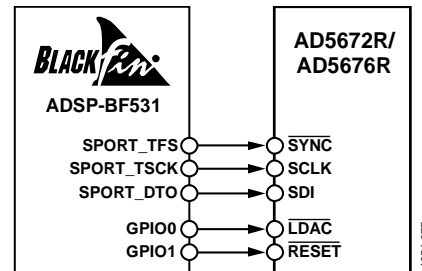 BLACKfin
ADSP-BF531
AD5672R/
AD5676R
SPORT_TFS
SYNC
SPORT_TSCK
SCLK
SPORT_DTO
SDI
GPIO0
LDAC
GPIO1
RESET